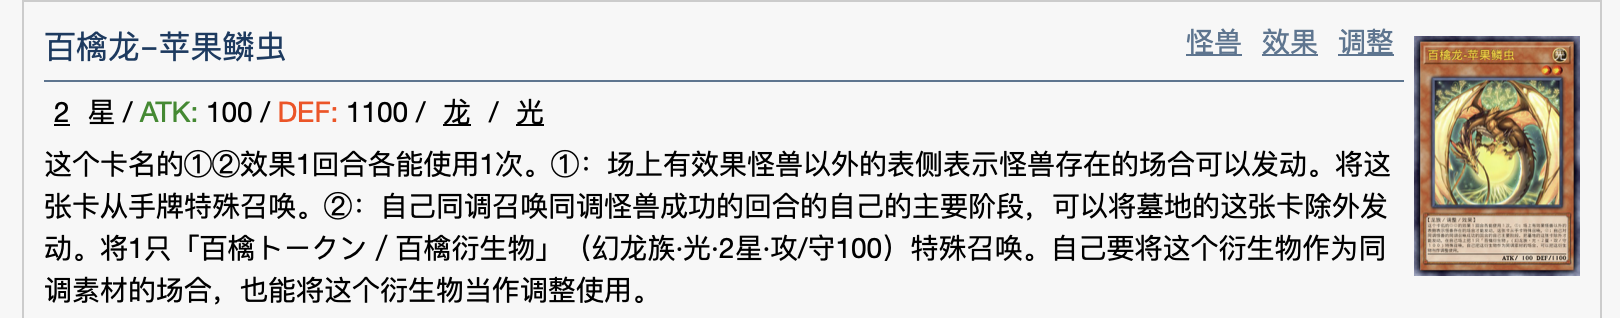 百檎龙-苹果鳞虫
怪兽 效果 调整
2 星 / ATK: 100 / DEF: 1100 / 龙 / 光
这个卡名的①②效果1回合各能使用1次。①：场上有效果怪兽以外的表侧表示怪兽存在的场合可以发动。将这
张卡从手牌特殊召唤。②：自己同调召唤同调怪兽成功的回合的自己的主要阶段，可以将墓地的这张卡除外发
动。将1只「百檎トークン / 百檎衍生物」（幻龙族·光·2星·攻/守100）特殊召唤。自己要将这个衍生物作为同
调素材的场合，也能将这个衍生物当作调整使用。
百檎龙-苹果鳞虫
光
ATK/ 100 DEF/1100